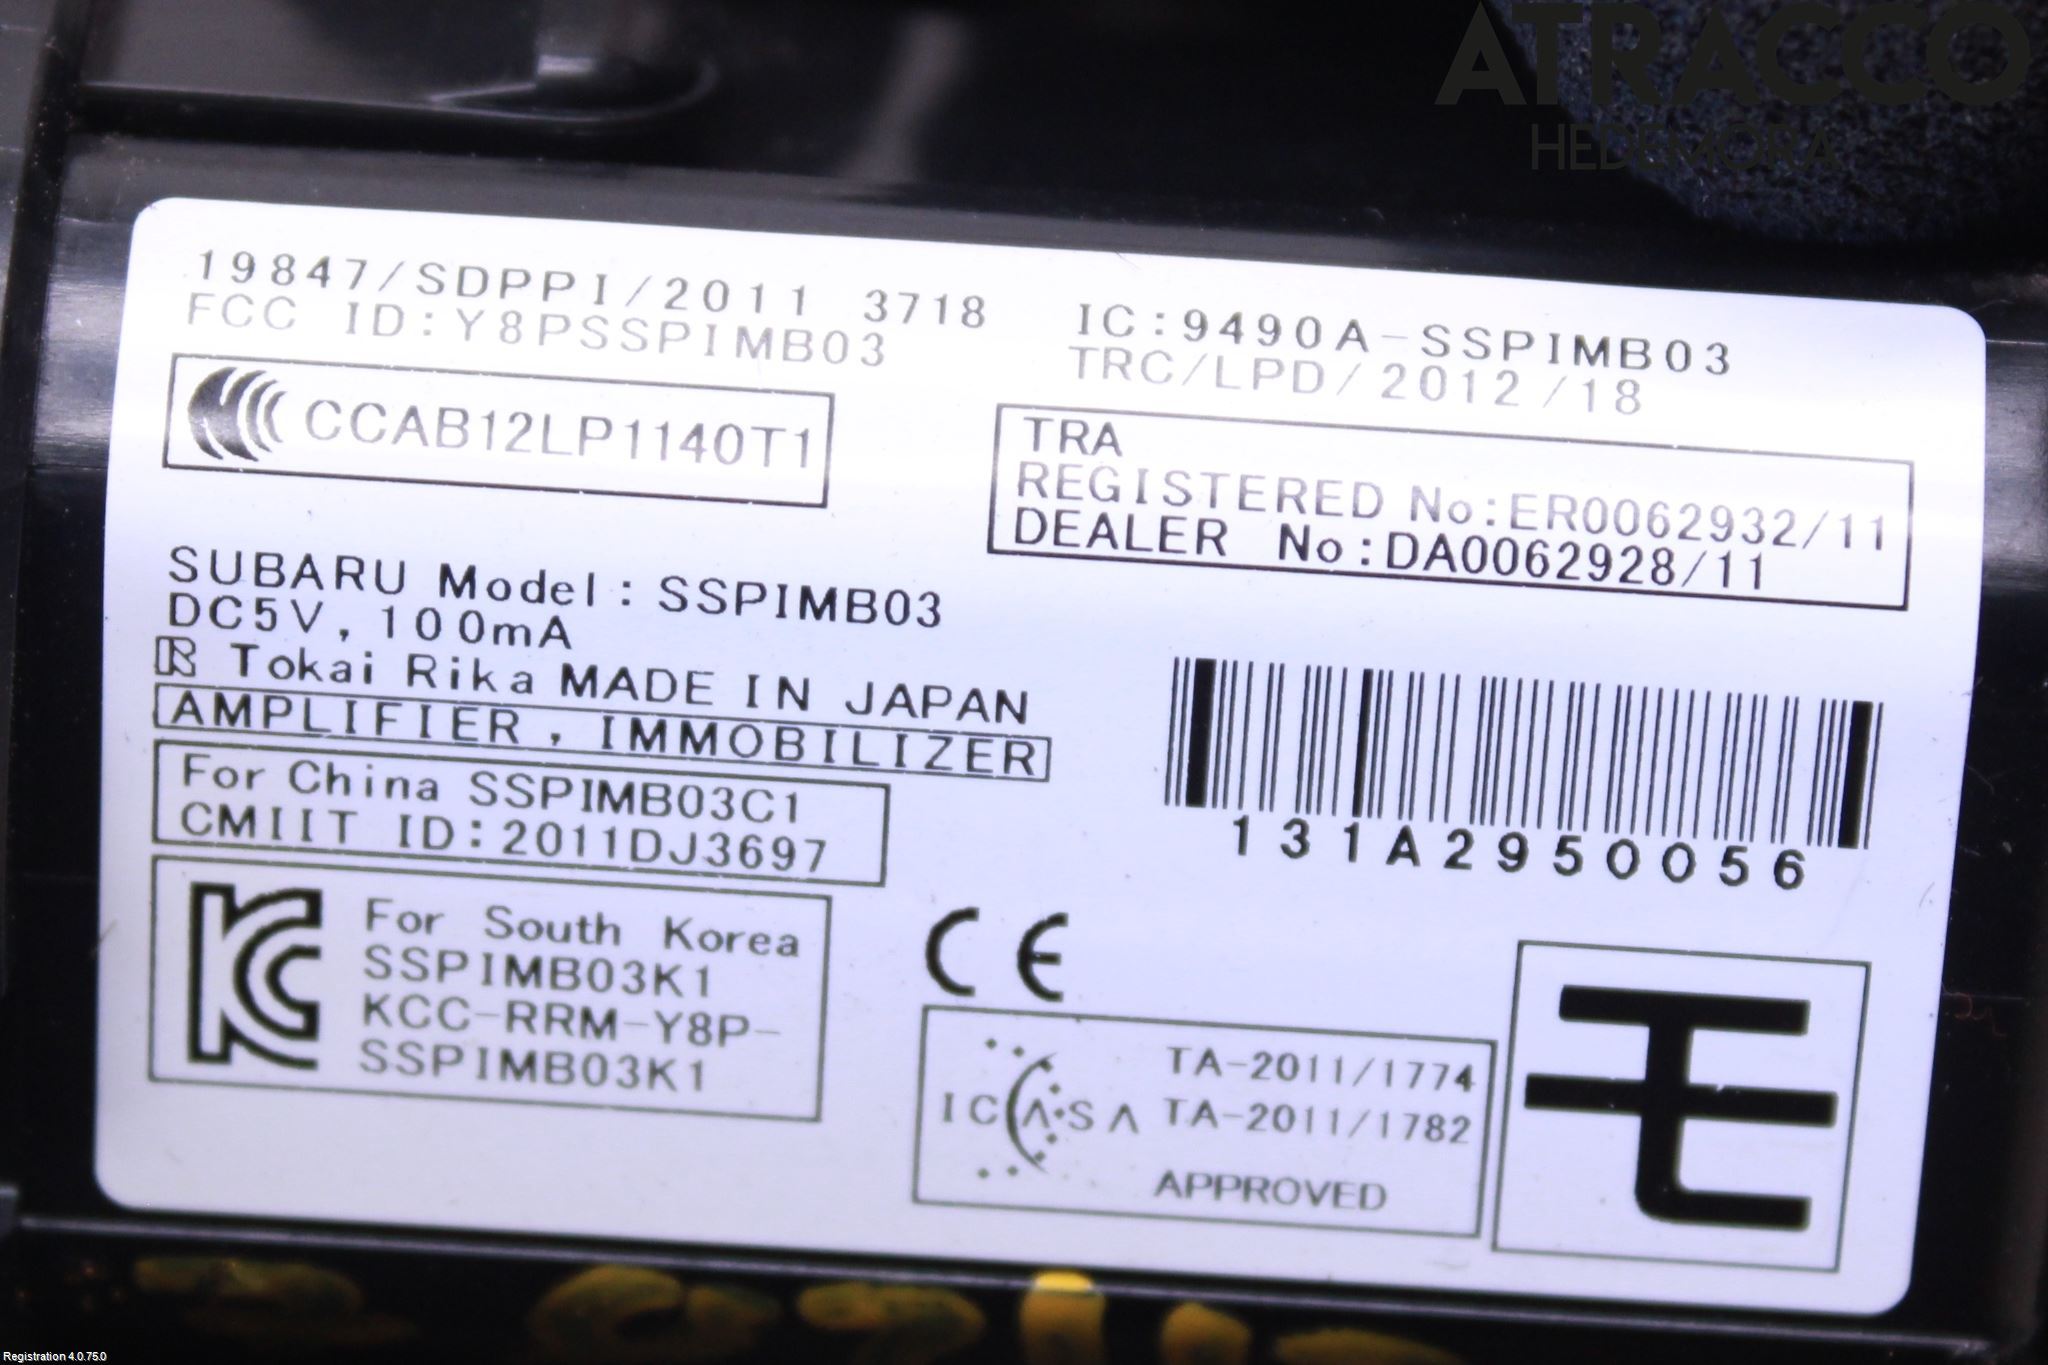 ATRACCO
HEDEMORA
19847/SDPPI/2011 3718
FCC ID:Y8PSSPIMB03
IC:9490A-SSPIMB03
TRC/LPD/2012/18
CCAB12LP1140T1
TRA
REGISTERED No:ER0062932/11
DEALER No:DA0062928/11
SUBARU Model:SSPIMB03
DC5V, 100mA
Tokai Rika MADE IN JAPAN
AMPLIFIER, IMMOBILIZER
For China SSPIMB03C1
CMIIT ID:2011DJ3697
131A2950056
KC
For South Korea
SSPIMB03K1
KCC-RRM-Y8P-
SSPIMB03K1
CE
ICASA
TA-2011/1774
TA-2011/1782
APPROVED
モ
Registration 4.0.75.0